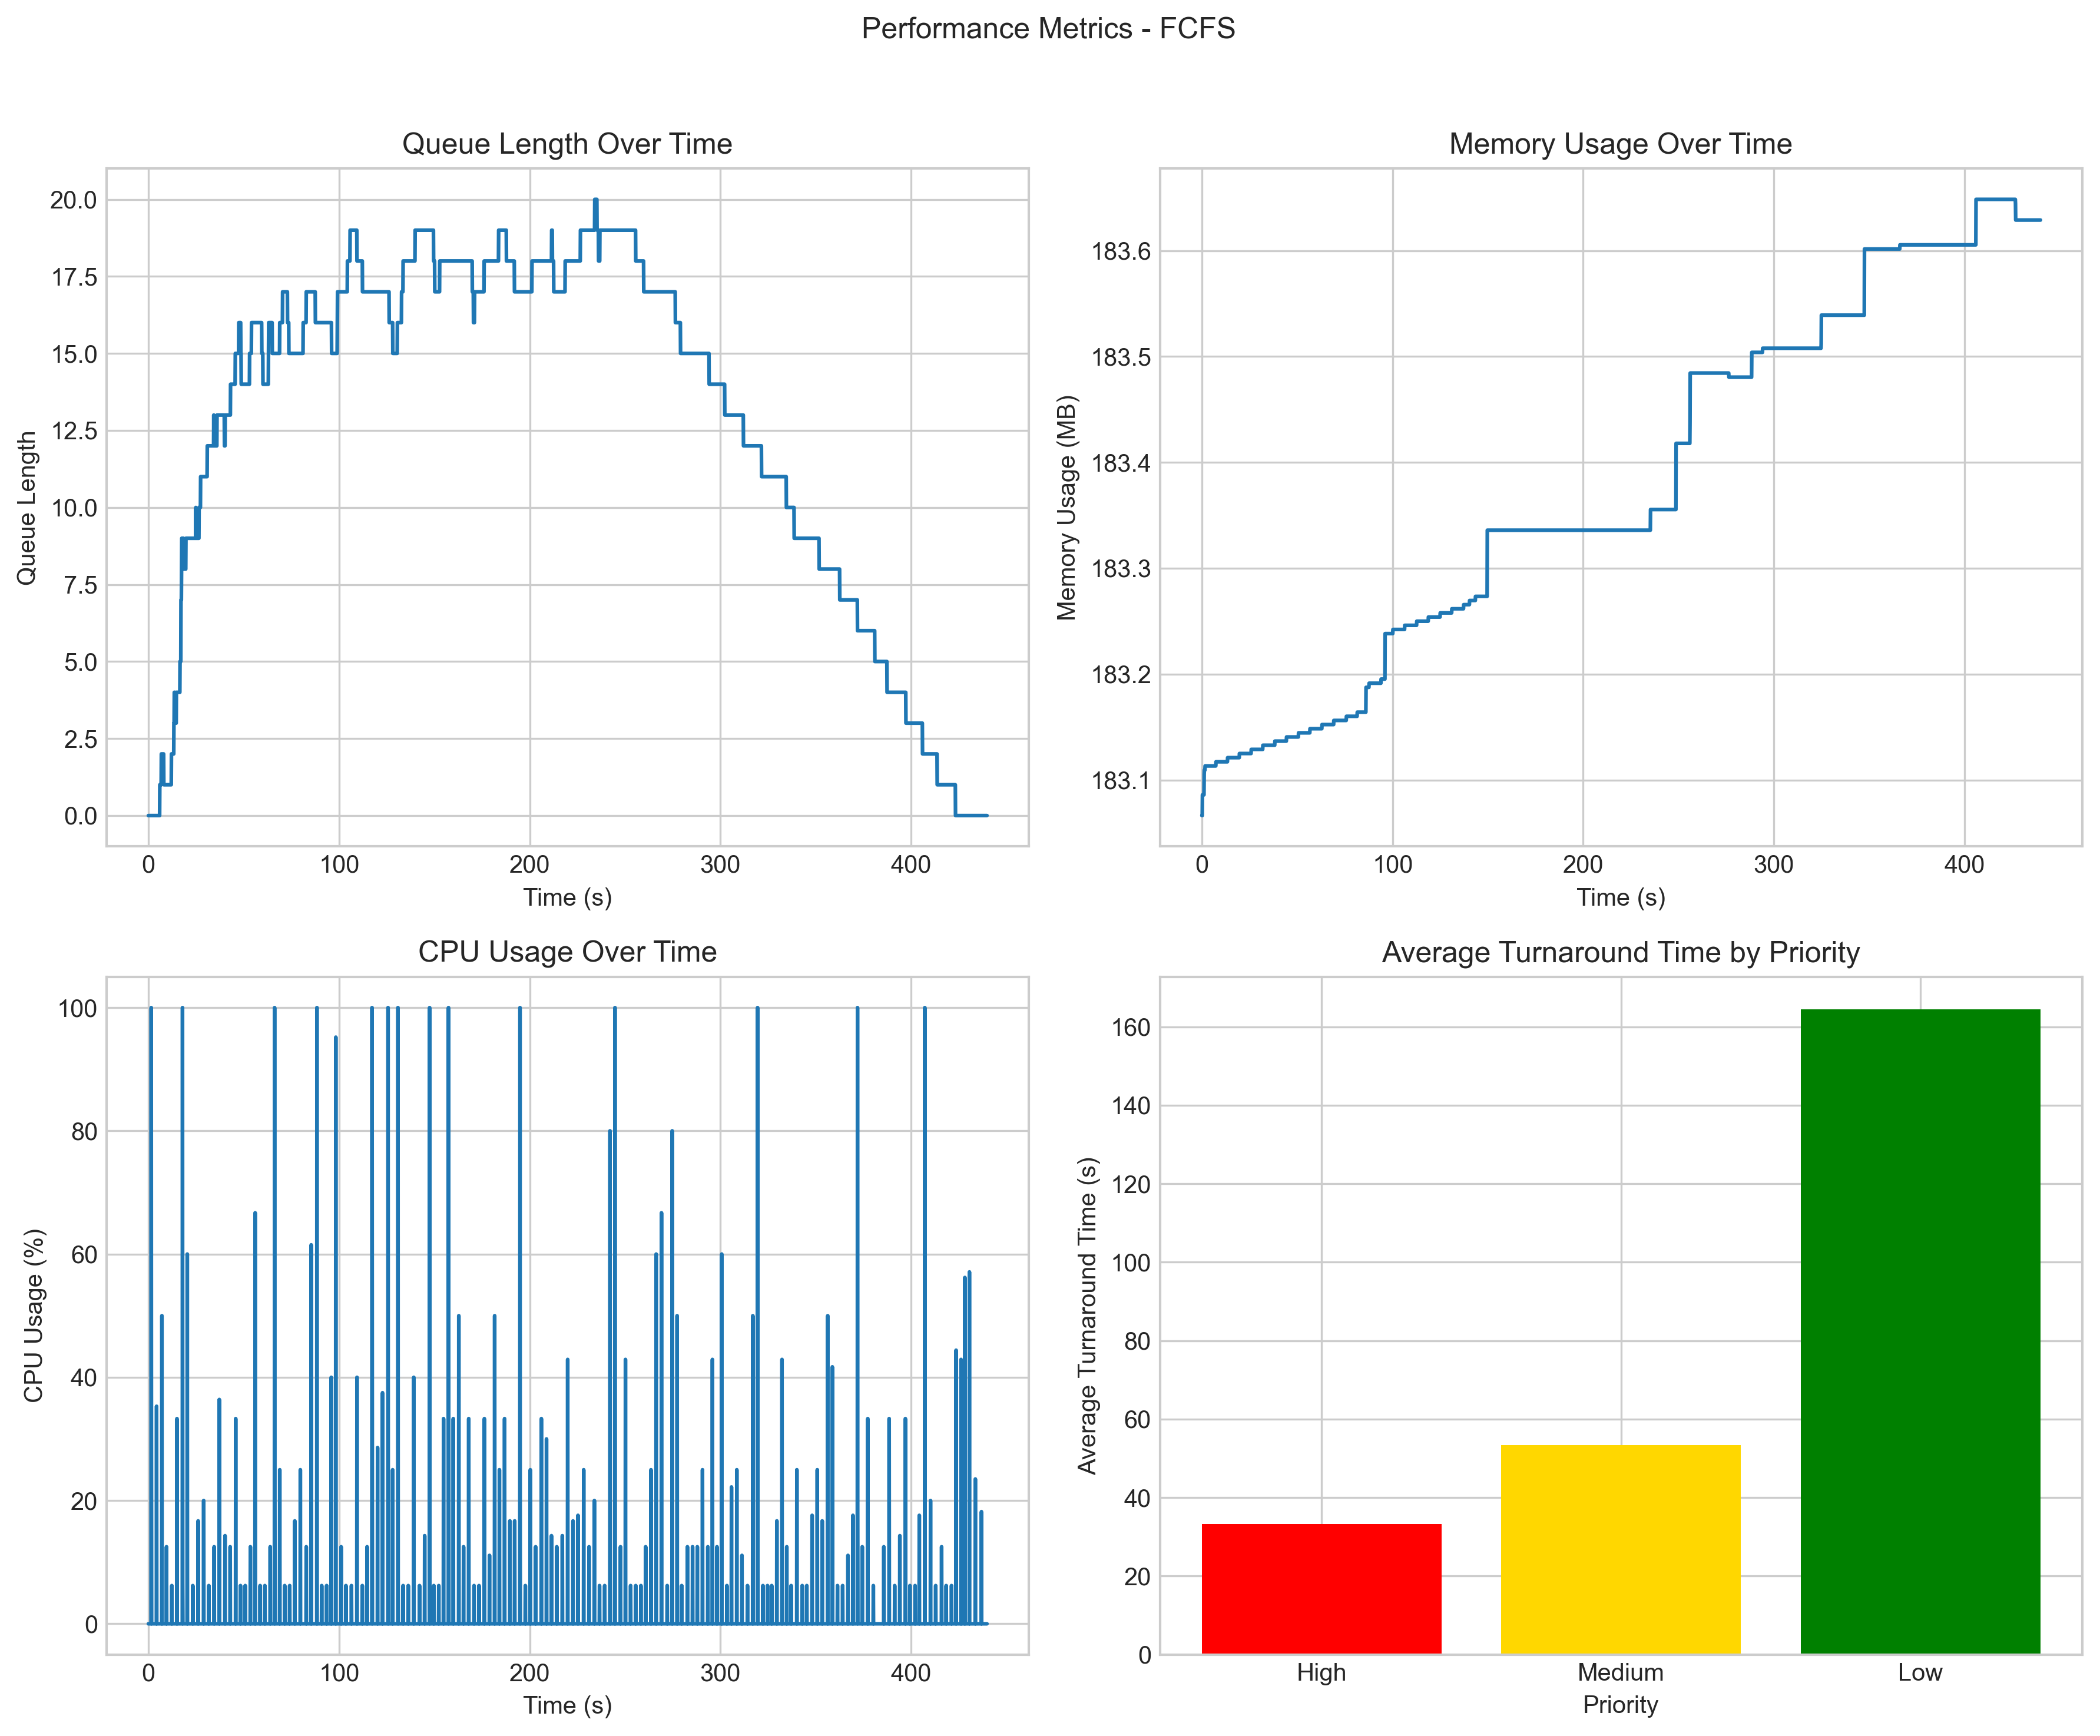 Performance Metrics - FCFS
Queue Length Over Time
20.0
17.5
15.0
12.5
10.0
7.5
5.0
2.5
0.0
Queue Length
0 100 200 300 400
Time (s)
Memory Usage Over Time
183.6
183.5
183.4
183.3
183.2
183.1
Memory Usage (MB)
0 100 200 300 400
Time (s)
CPU Usage Over Time
100
80
60
40
20
0
CPU Usage (%)
0 100 200 300 400
Time (s)
Average Turnaround Time by Priority
160
140
120
100
80
60
40
20
0
Average Turnaround Time (s)
High Medium Low
Priority